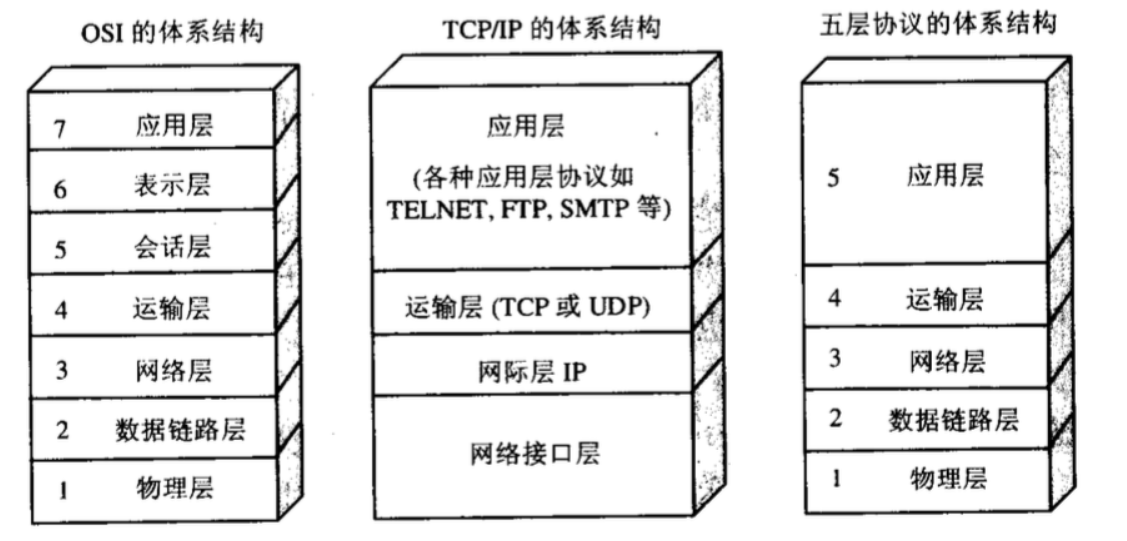 OSI 的体系结构
7 应用层
6 表示层
5 会话层
4 运输层
3 网络层
2 数据链路层
1 物理层
TCP/IP 的体系结构
应用层
(各种应用层协议如
TELNET, FTP, SMTP 等)
运输层 (TCP 或 UDP)
网际层 IP
网络接口层
五层协议的体系结构
5 应用层
4 运输层
3 网络层
2 数据链路层
1 物理层